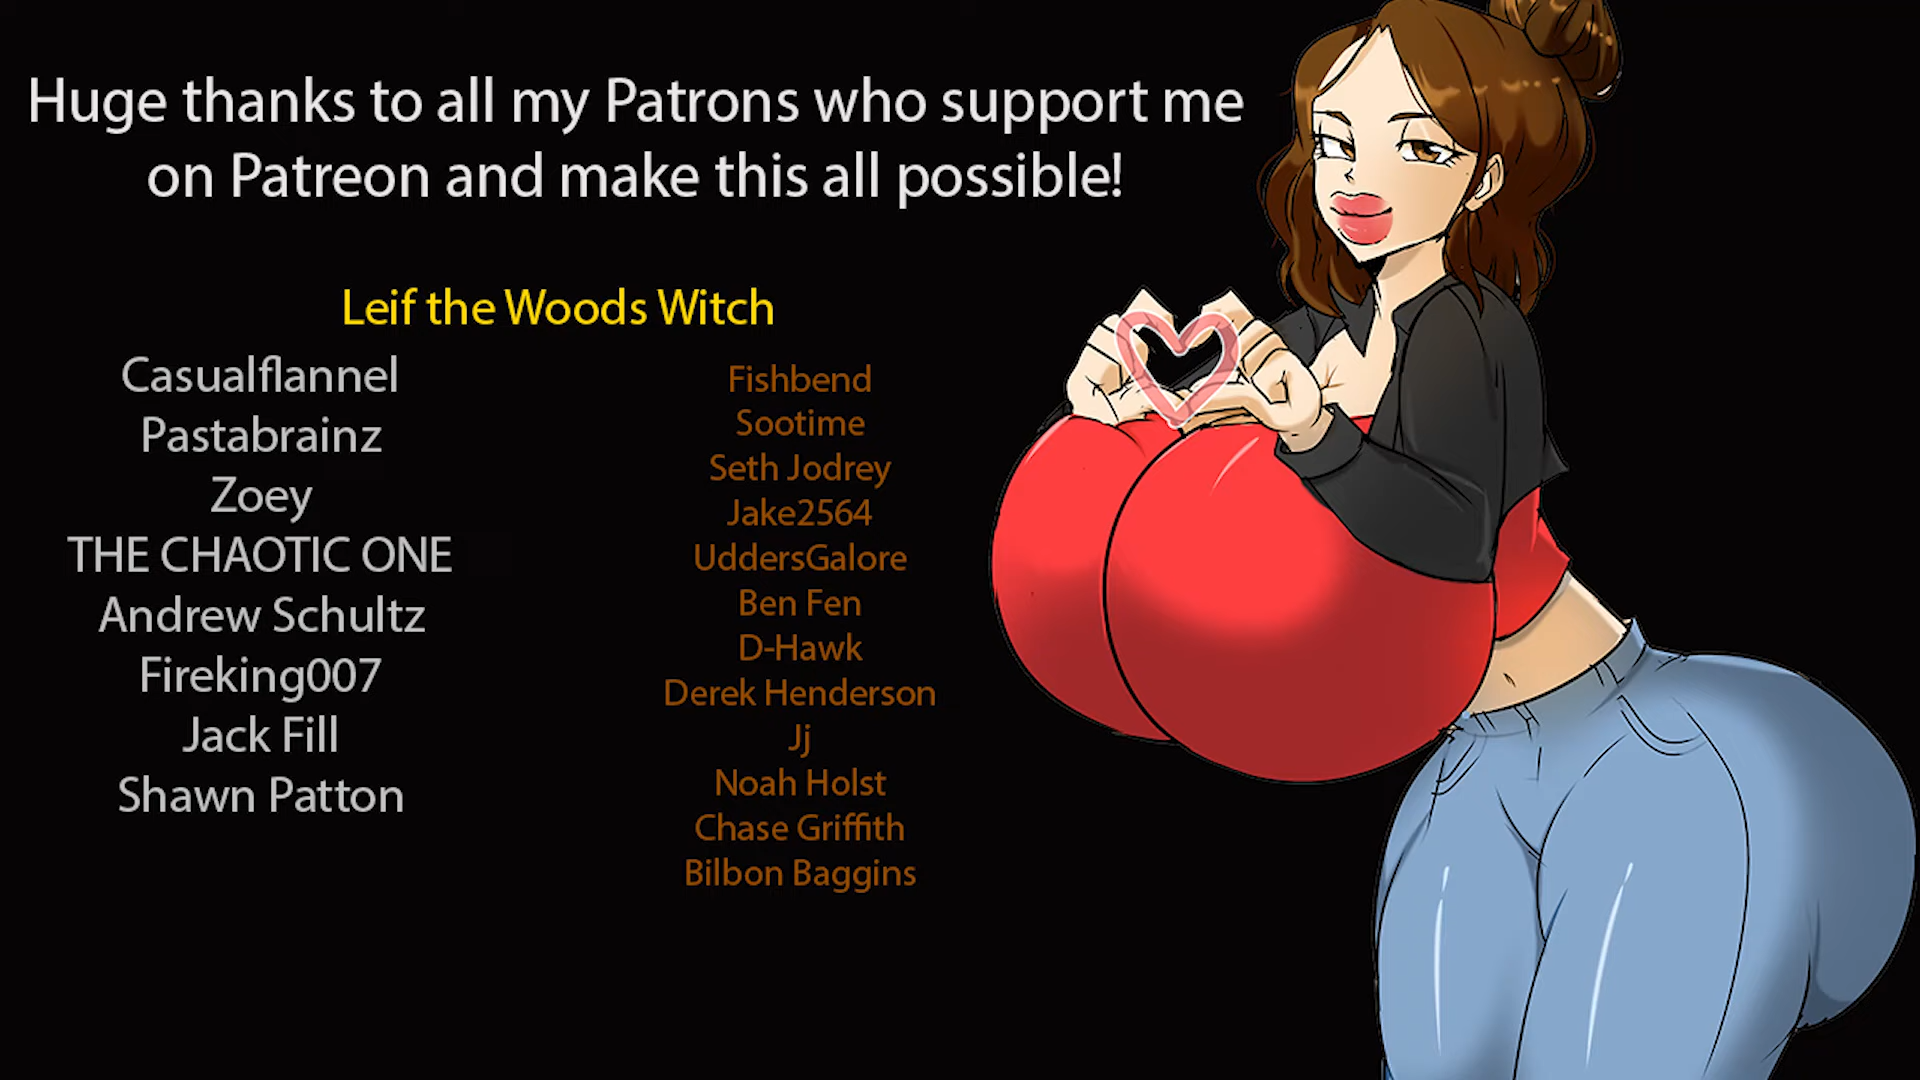 Huge thanks to all my Patrons who support me
on Patreon and make this all possible!
Leif the Woods Witch
Casualflannel
Pastabrainz
Zoey
THE CHAOTIC ONE
Andrew Schultz
Fireking007
Jack Fill
Shawn Patton
Fishbend
Sootime
Seth Jodrey
Jake2564
UddersGalore
Ben Fen
D-Hawk
Derek Henderson
Jj
Noah Holst
Chase Griffith
Bilbon Baggins